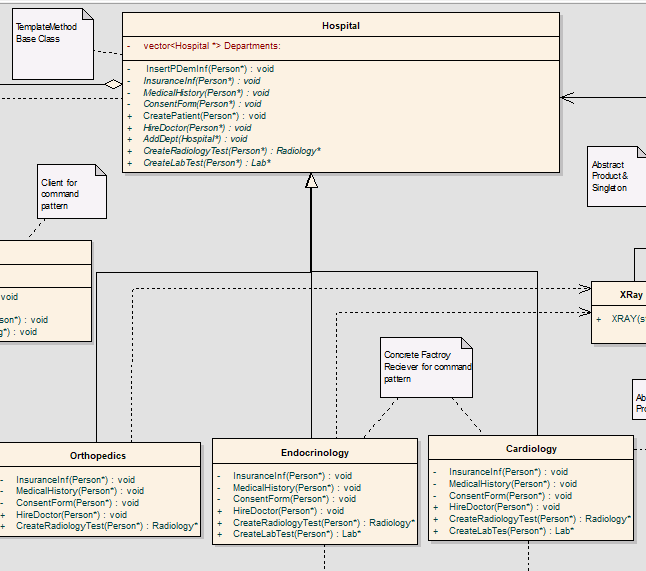 TemplateMethod
Base Class
Hospital
- vector<Hospital *> Departments:
- InsertPDemInf(Person*) : void
- InsuranceInf(Person*) : void
- MedicalHistory(Person*) : void
- ConsentForm(Person*) : void
+ CreatePatient(Person*) : void
+ HireDoctor(Person*) : void
+ AddDept(Hospital*) : void
+ CreateRadiologyTest(Person*) : Radiology*
+ CreateLabTest(Person*) : Lab*
Client for
command
pattern
Abstract
Product &
Singleton
void
son*) : void
g*) : void
XRay
+ XRAY(s
Concrete Factroy
Reciever for command
pattern
Ab
Pro
Orthopedics
- InsuranceInf(Person*) : void
- MedicalHistory(Person*) : void
- ConsentForm(Person*) : void
+ HireDoctor(Person*) : void
+ CreateRadiologyTest(Person*) : Radiology*
Endocrinology
- InsuranceInf(Person*) : void
- MedicalHistory(Person*) : void
- ConsentForm(Person*) : void
+ HireDoctor(Person*) : void
+ CreateRadiologyTest(Person*) : Radiology*
+ CreateLabTest(Person*) : Lab*
Cardiology
- InsuranceInf(Person*) : void
- MedicalHistory(Person*) : void
- ConsentForm(Person*) : void
+ HireDoctor(Person*) : void
+ CreateRadiologyTest(Person*) : Radiology*
+ CreateLabTes(Person*) : Lab*